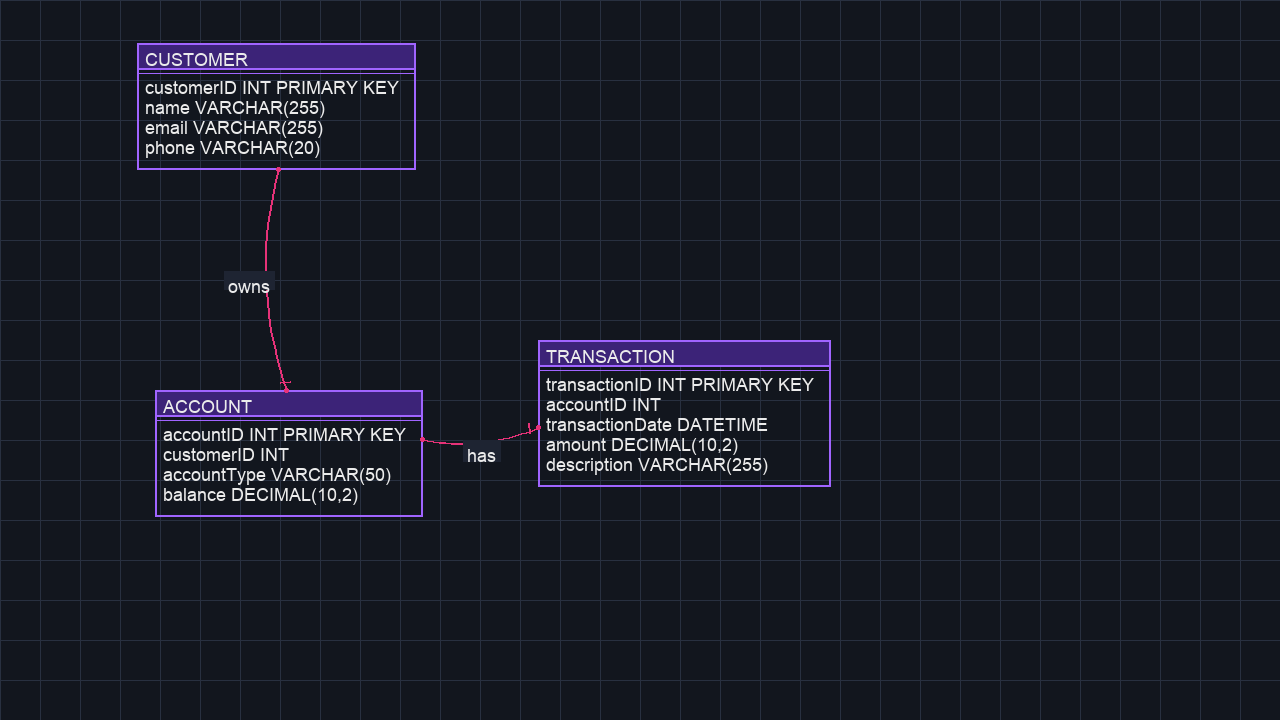 CUSTOMER
customerID INT PRIMARY KEY
name VARCHAR(255)
email VARCHAR(255)
phone VARCHAR(20)
owns
ACCOUNT
accountID INT PRIMARY KEY
customerID INT
accountType VARCHAR(50)
balance DECIMAL(10,2)
has
TRANSACTION
transactionID INT PRIMARY KEY
accountID INT
transactionDate DATETIME
amount DECIMAL(10,2)
description VARCHAR(255)